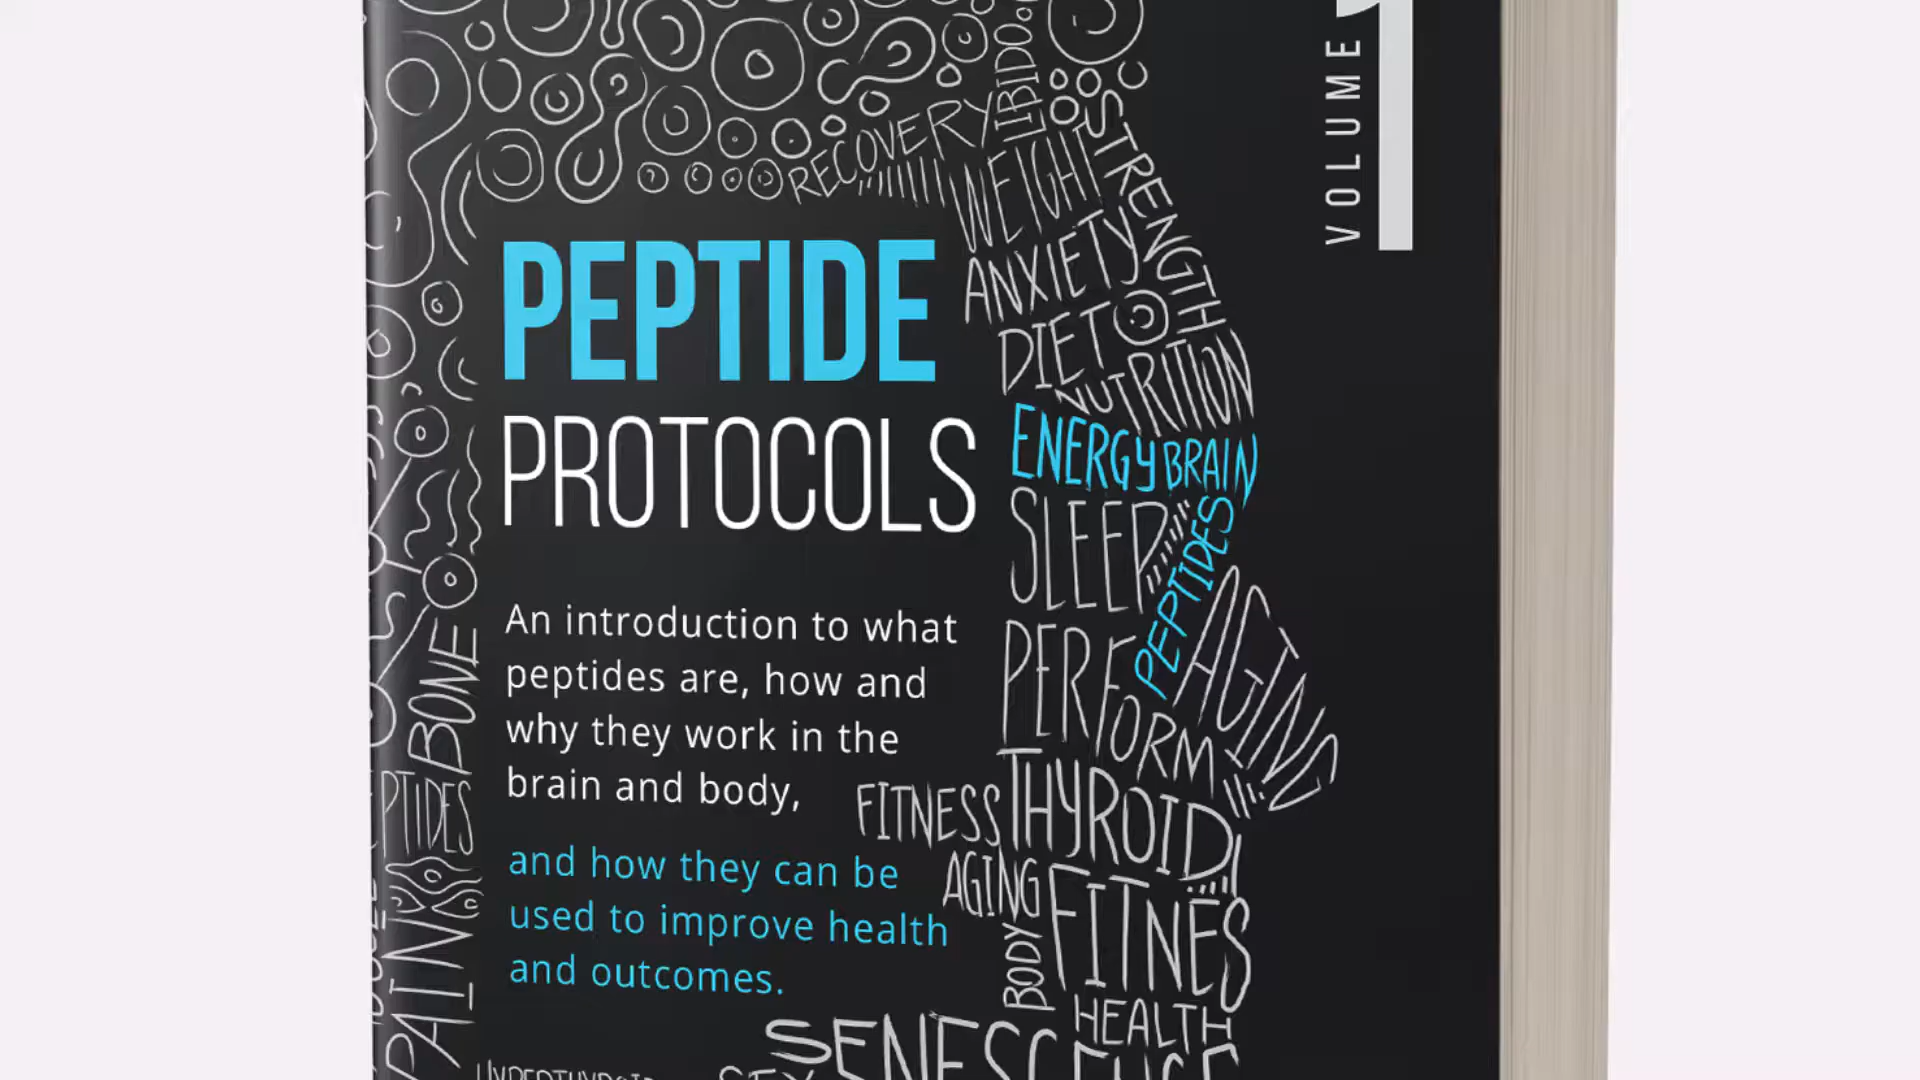 VOLUME 1
LIBIDO
RECOVERY
STRENGTH
WEIGHT
ANXIETY
DIET
NUTRITION
PEPTIDE
PROTOCOLS
ENERGY BRAIN
SLEEP
PEPTIDES
AGING
PERFORM
An introduction to what
peptides are, how and
why they work in the
brain and body,
and how they can be
used to improve health
and outcomes.
BONE
PTIDES
PAIN
FITNESS
THYROID
AGING
FITNES
BODY
HEALTH
SENESCENCE